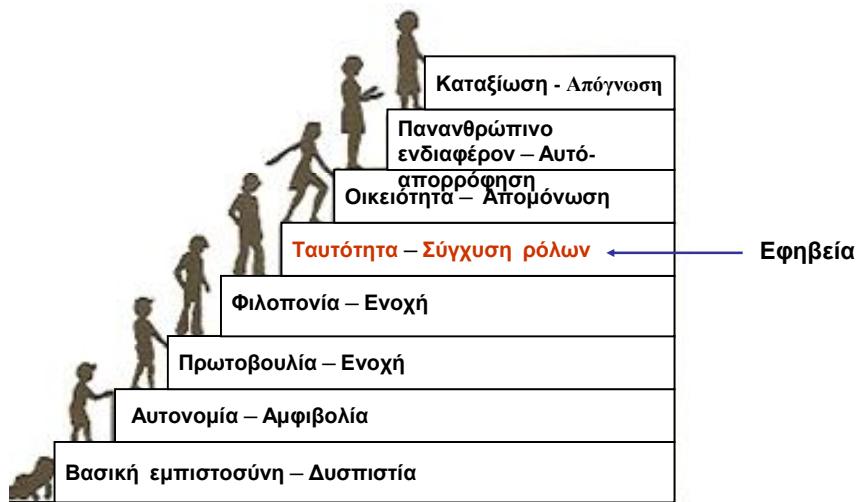 Καταξίωση - Απόγνωση
Πανανθρώπινο
ενδιαφέρον – Αυτό-
απορρόφηση
Οικειότητα – Απομόνωση
Ταυτότητα – Σύγχυση ρόλων
Εφηβεία
Φιλοπονία – Ενοχή
Πρωτοβουλία – Ενοχή
Αυτονομία – Αμφιβολία
Βασική εμπιστοσύνη – Δυσπιστία